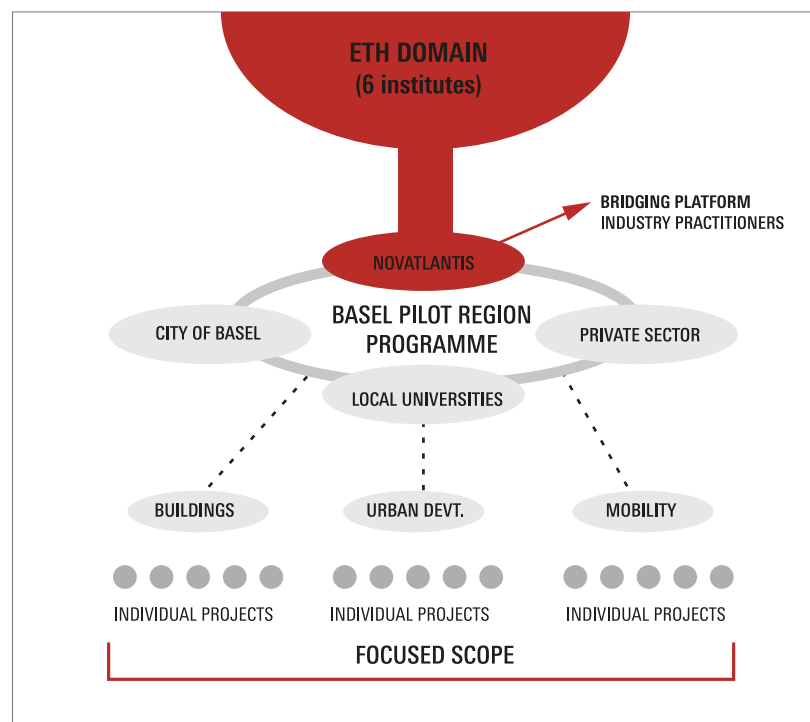 ETH DOMAIN
(6 institutes)
BRIDGING PLATFORM
INDUSTRY PRACTITIONERS
NOVATLANTIS
BASEL PILOT REGION
PROGRAMME
CITY OF BASEL
PRIVATE SECTOR
LOCAL UNIVERSITIES
BUILDINGS
URBAN DEVT.
MOBILITY
INDIVIDUAL PROJECTS
INDIVIDUAL PROJECTS
INDIVIDUAL PROJECTS
FOCUSED SCOPE